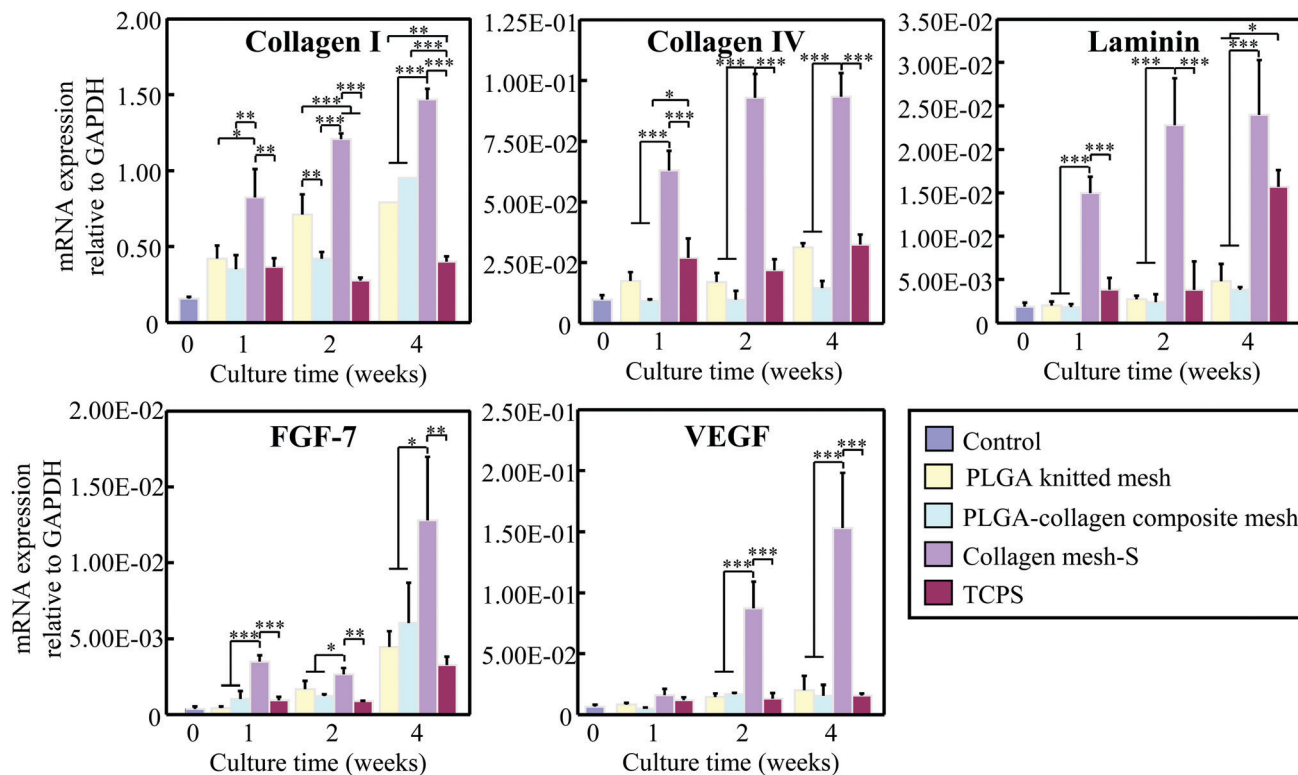 Collagen I
mRNA expression
relative to GAPDH
2.00
1.50
1.00
0.50
0
** *** *** ***
*** *** ***
** * ** **
0 1 2 4
Culture time (weeks)
Collagen IV
1.25E-01
1.00E-01
7.50E-02
5.00E-02
2.50E-02
0
*** *** *** ***
* *** ***
0 1 2 4
Culture time (weeks)
Laminin
3.50E-02
3.00E-02
2.50E-02
2.00E-02
1.50E-02
1.00E-02
5.00E-03
0
* *** *** ***
*** ***
0 1 2 4
Culture time (weeks)
FGF-7
mRNA expression
relative to GAPDH
2.00E-02
1.50E-02
1.00E-02
5.00E-03
0
* **
*** *** * **
0 1 2 4
Culture time (weeks)
VEGF
2.50E-01
2.00E-01
1.50E-01
1.00E-01
5.00E-02
0
*** ***
*** ***
0 1 2 4
Culture time (weeks)
Control
PLGA knitted mesh
PLGA-collagen composite mesh
Collagen mesh-S
TCPS